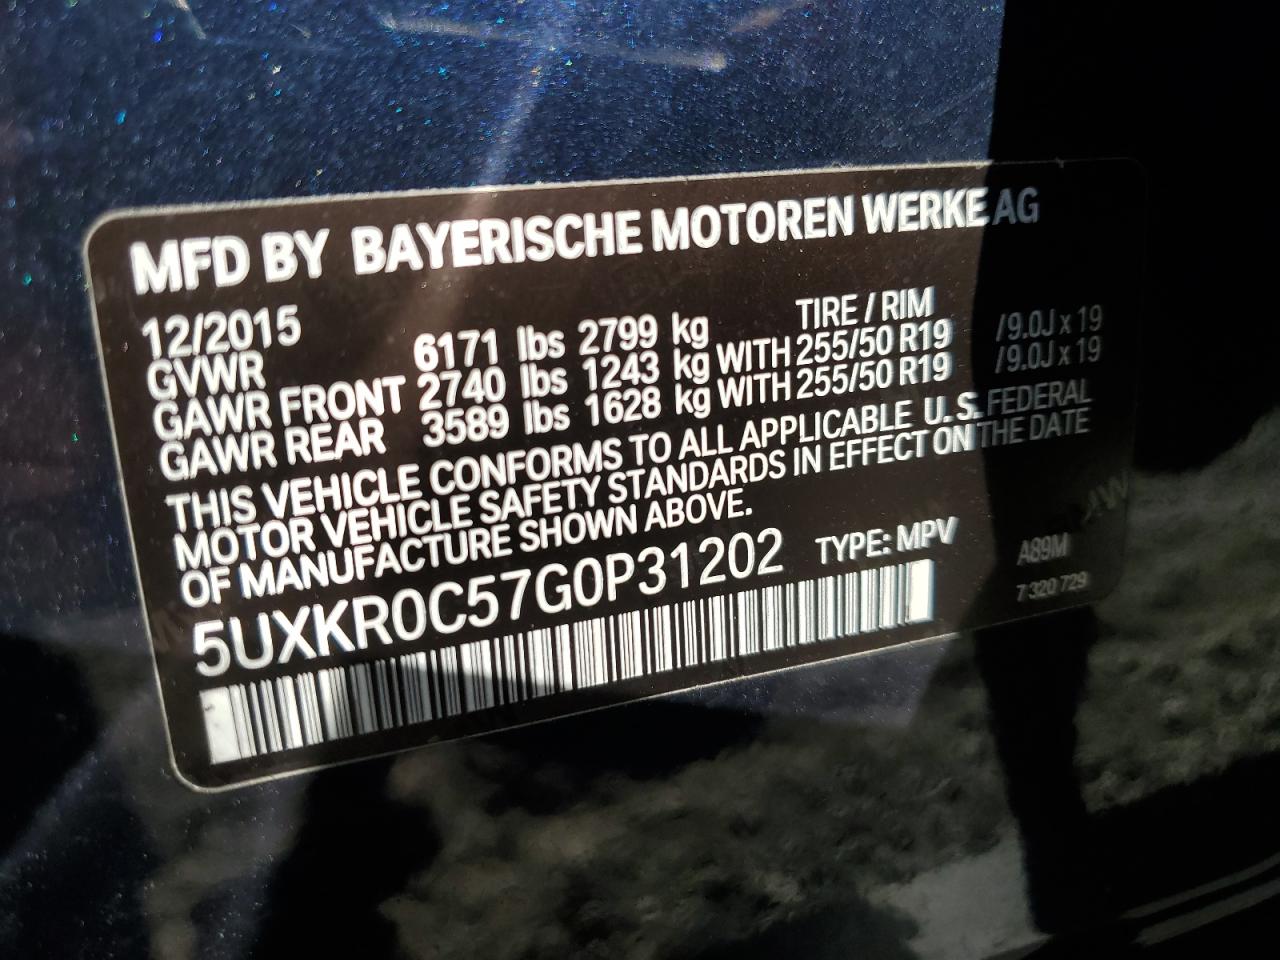 MFD BY BAYERISCHE MOTOREN WERKE AG
12/2015 TIRE / RIM
GVWR 6171 lbs 2799 kg
GAWR FRONT 2740 lbs 1243 kg WITH 255/50 R19 /9.0J x 19
GAWR REAR 3589 lbs 1628 kg WITH 255/50 R19 /9.0J x 19
THIS VEHICLE CONFORMS TO ALL APPLICABLE U.S. FEDERAL
MOTOR VEHICLE SAFETY STANDARDS IN EFFECT ON THE DATE
OF MANUFACTURE SHOWN ABOVE.
5UXKR0C57G0P31202 TYPE: MPV A89M
7 320 729